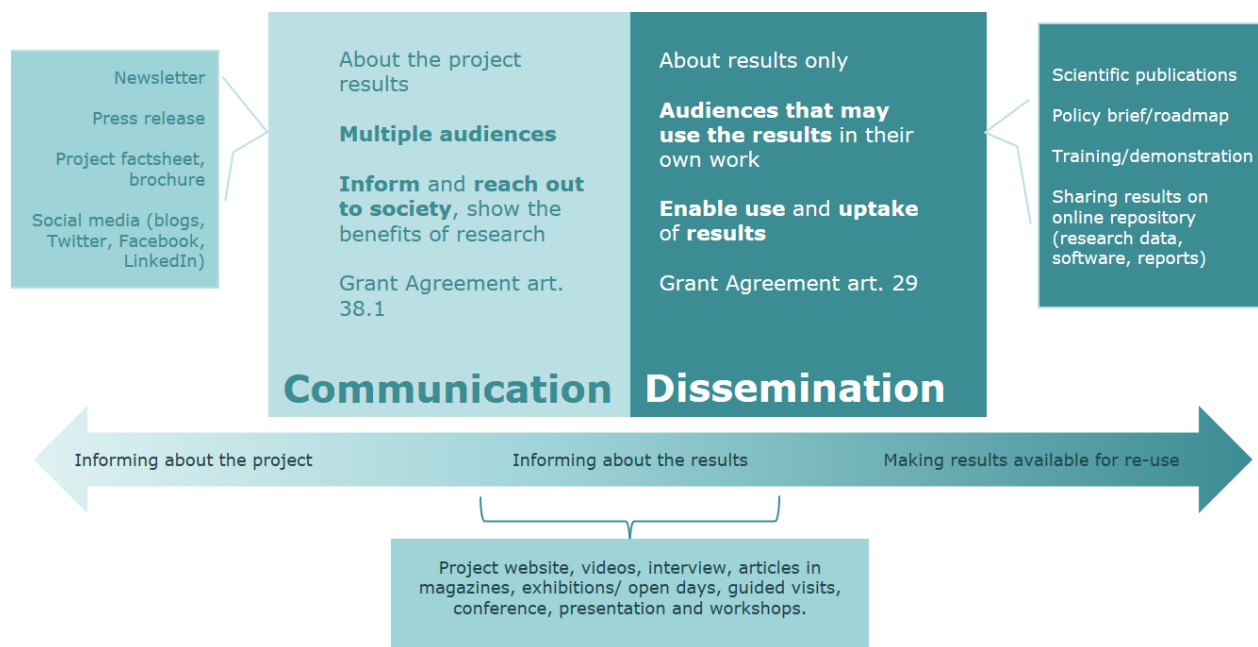 Newsletter
Press release
Project factsheet,
brochure
Social media (blogs,
Twitter, Facebook,
LinkedIn)
About the project
results
Multiple audiences
Inform and reach out
to society, show the
benefits of research
Grant Agreement art.
38.1
Communication
About results only
Audiences that may
use the results in their
own work
Enable use and uptake
of results
Grant Agreement art. 29
Dissemination
Scientific publications
Policy brief/roadmap
Training/demonstration
Sharing results on
online repository
(research data,
software, reports)
Informing about the project
Informing about the results
Making results available for re-use
Project website, videos, interview, articles in
magazines, exhibitions/ open days, guided visits,
conference, presentation and workshops.